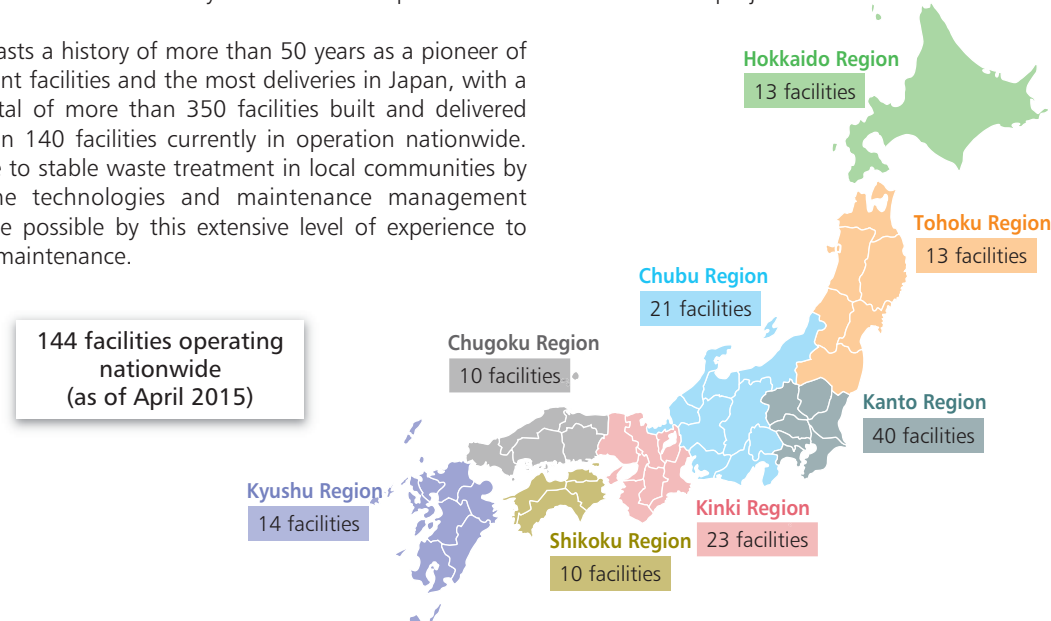 asts a history of more than 50 years as a pioneer of
nt facilities and the most deliveries in Japan, with a
tal of more than 350 facilities built and delivered
n 140 facilities currently in operation nationwide.
e to stable waste treatment in local communities by
ne technologies and maintenance management
e possible by this extensive level of experience to
maintenance.
144 facilities operating
nationwide
(as of April 2015)
Hokkaido Region
13 facilities
Tohoku Region
13 facilities
Chubu Region
21 facilities
Chugoku Region
10 facilities
Kanto Region
40 facilities
Kyushu Region
14 facilities
Kinki Region
23 facilities
Shikoku Region
10 facilities